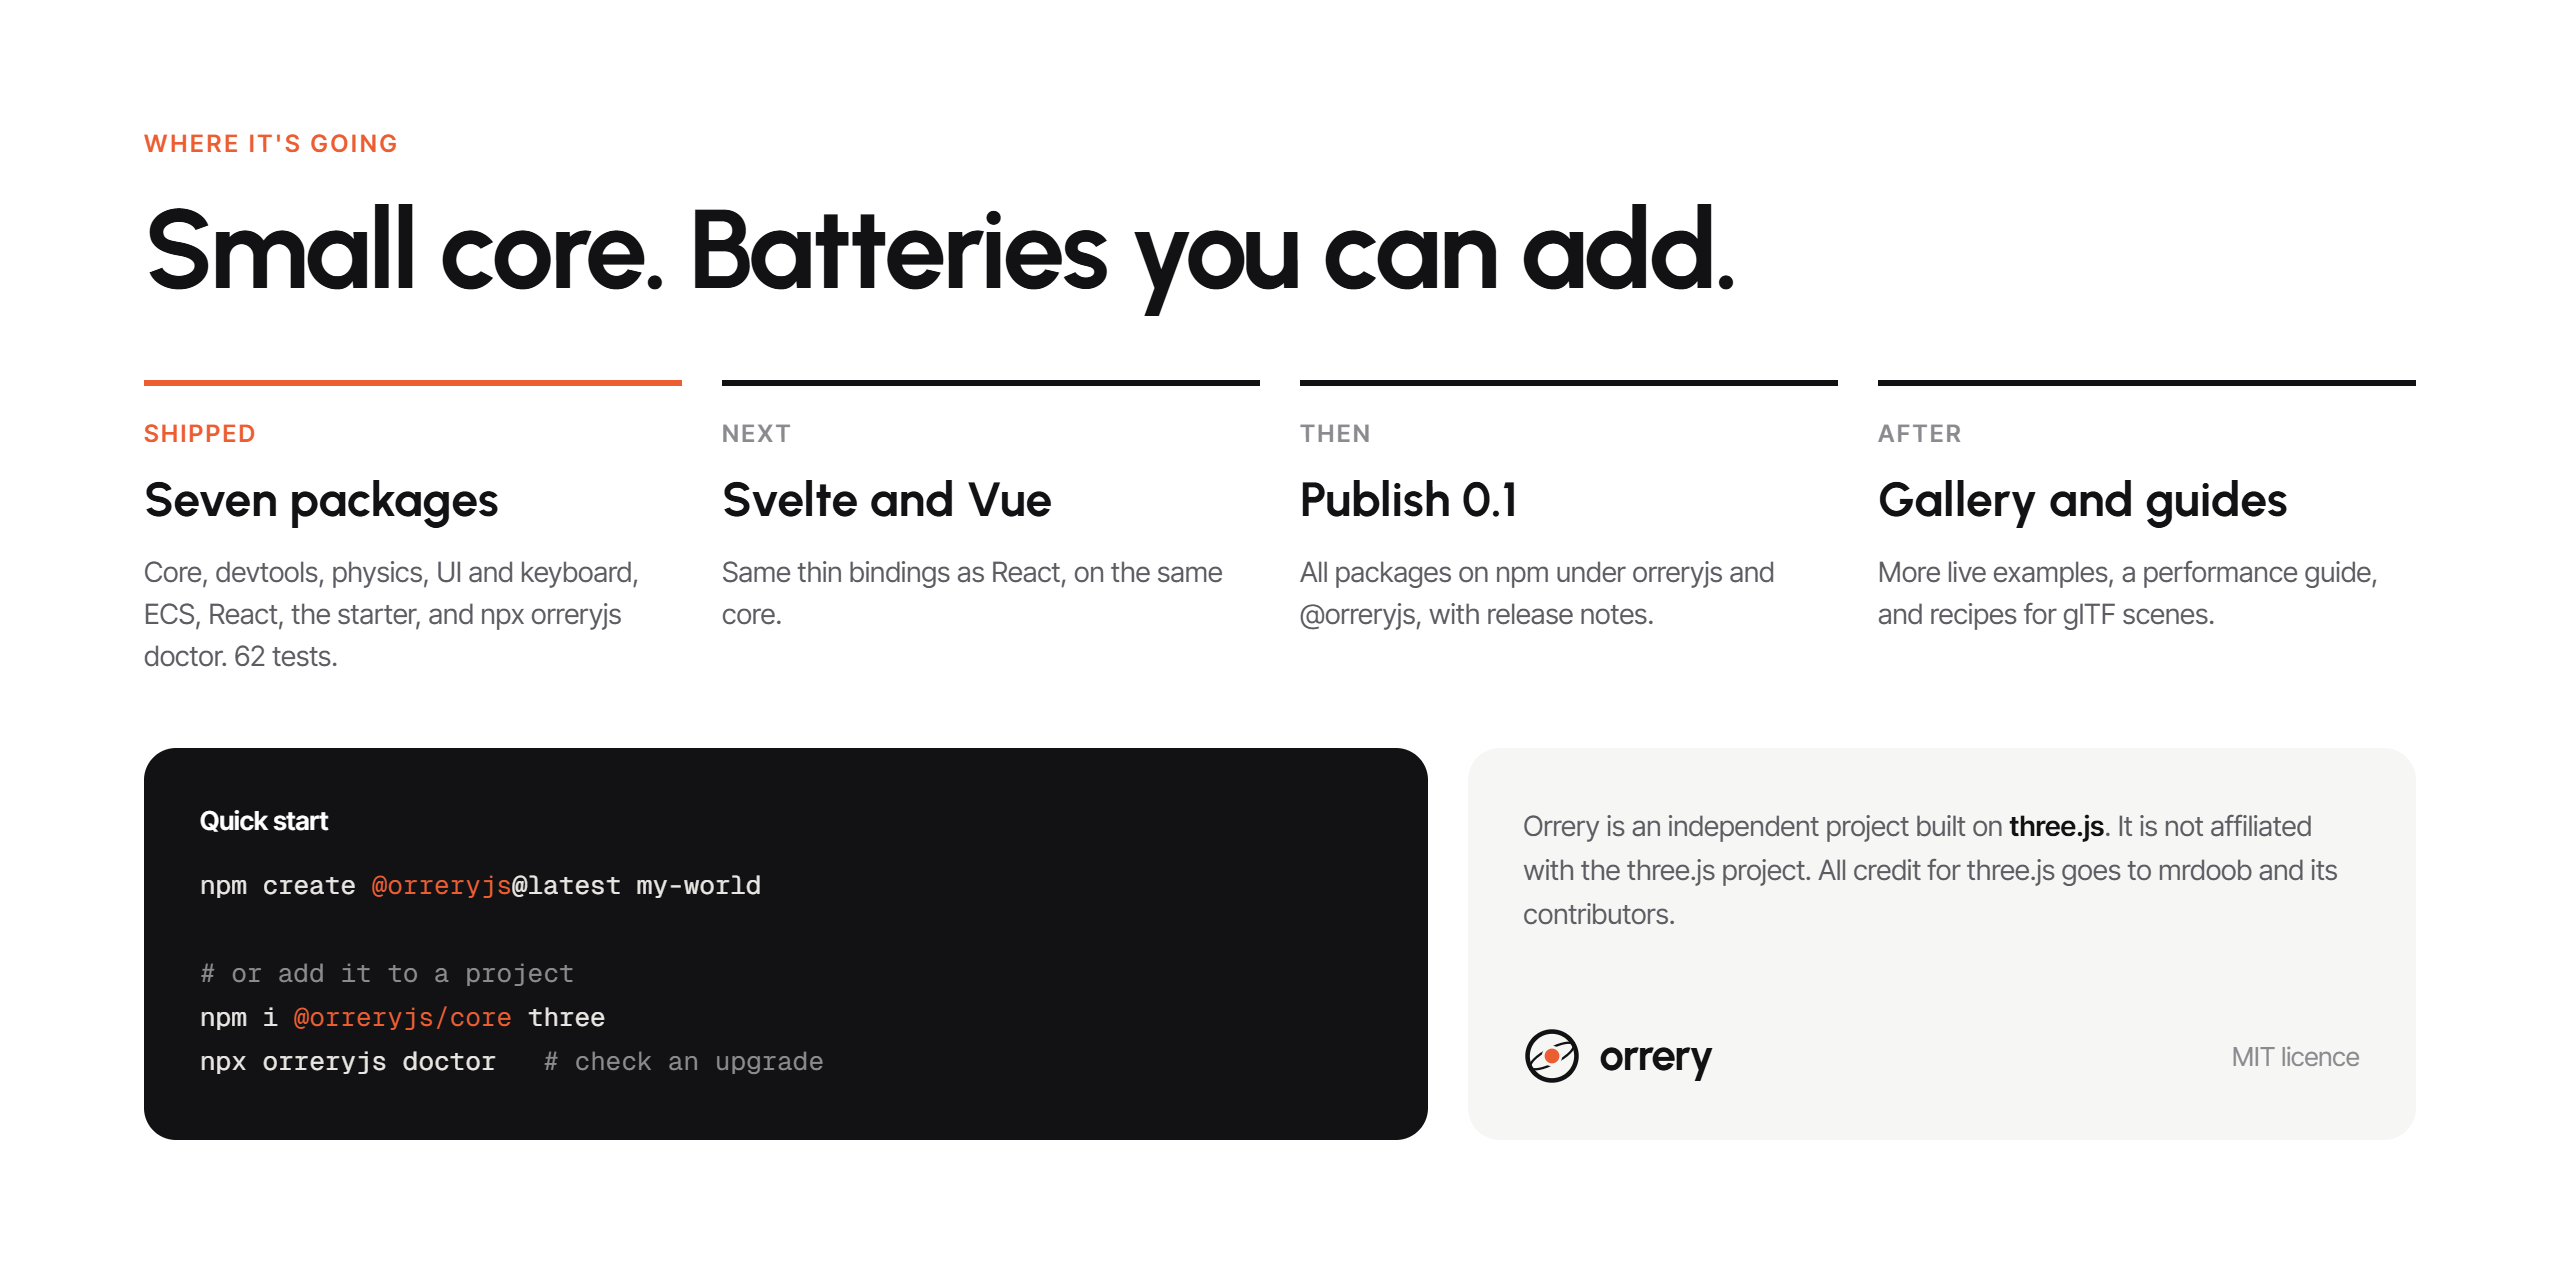 WHERE IT'S GOING
Small core. Batteries you can add.
SHIPPED
Seven packages
Core, devtools, physics, UI and keyboard,
ECS, React, the starter, and npx orreryjs
doctor. 62 tests.
NEXT
Svelte and Vue
Same thin bindings as React, on the same
core.
THEN
Publish 0.1
All packages on npm under orreryjs and
@orreryjs, with release notes.
AFTER
Gallery and guides
More live examples, a performance guide,
and recipes for glTF scenes.
Quick start
npm create @orreryjs@latest my-world
# or add it to a project
npm i @orreryjs/core three
npx orreryjs doctor   # check an upgrade
Orrery is an independent project built on three.js. It is not affiliated
with the three.js project. All credit for three.js goes to mrdoob and its
contributors.
orrery
MIT licence